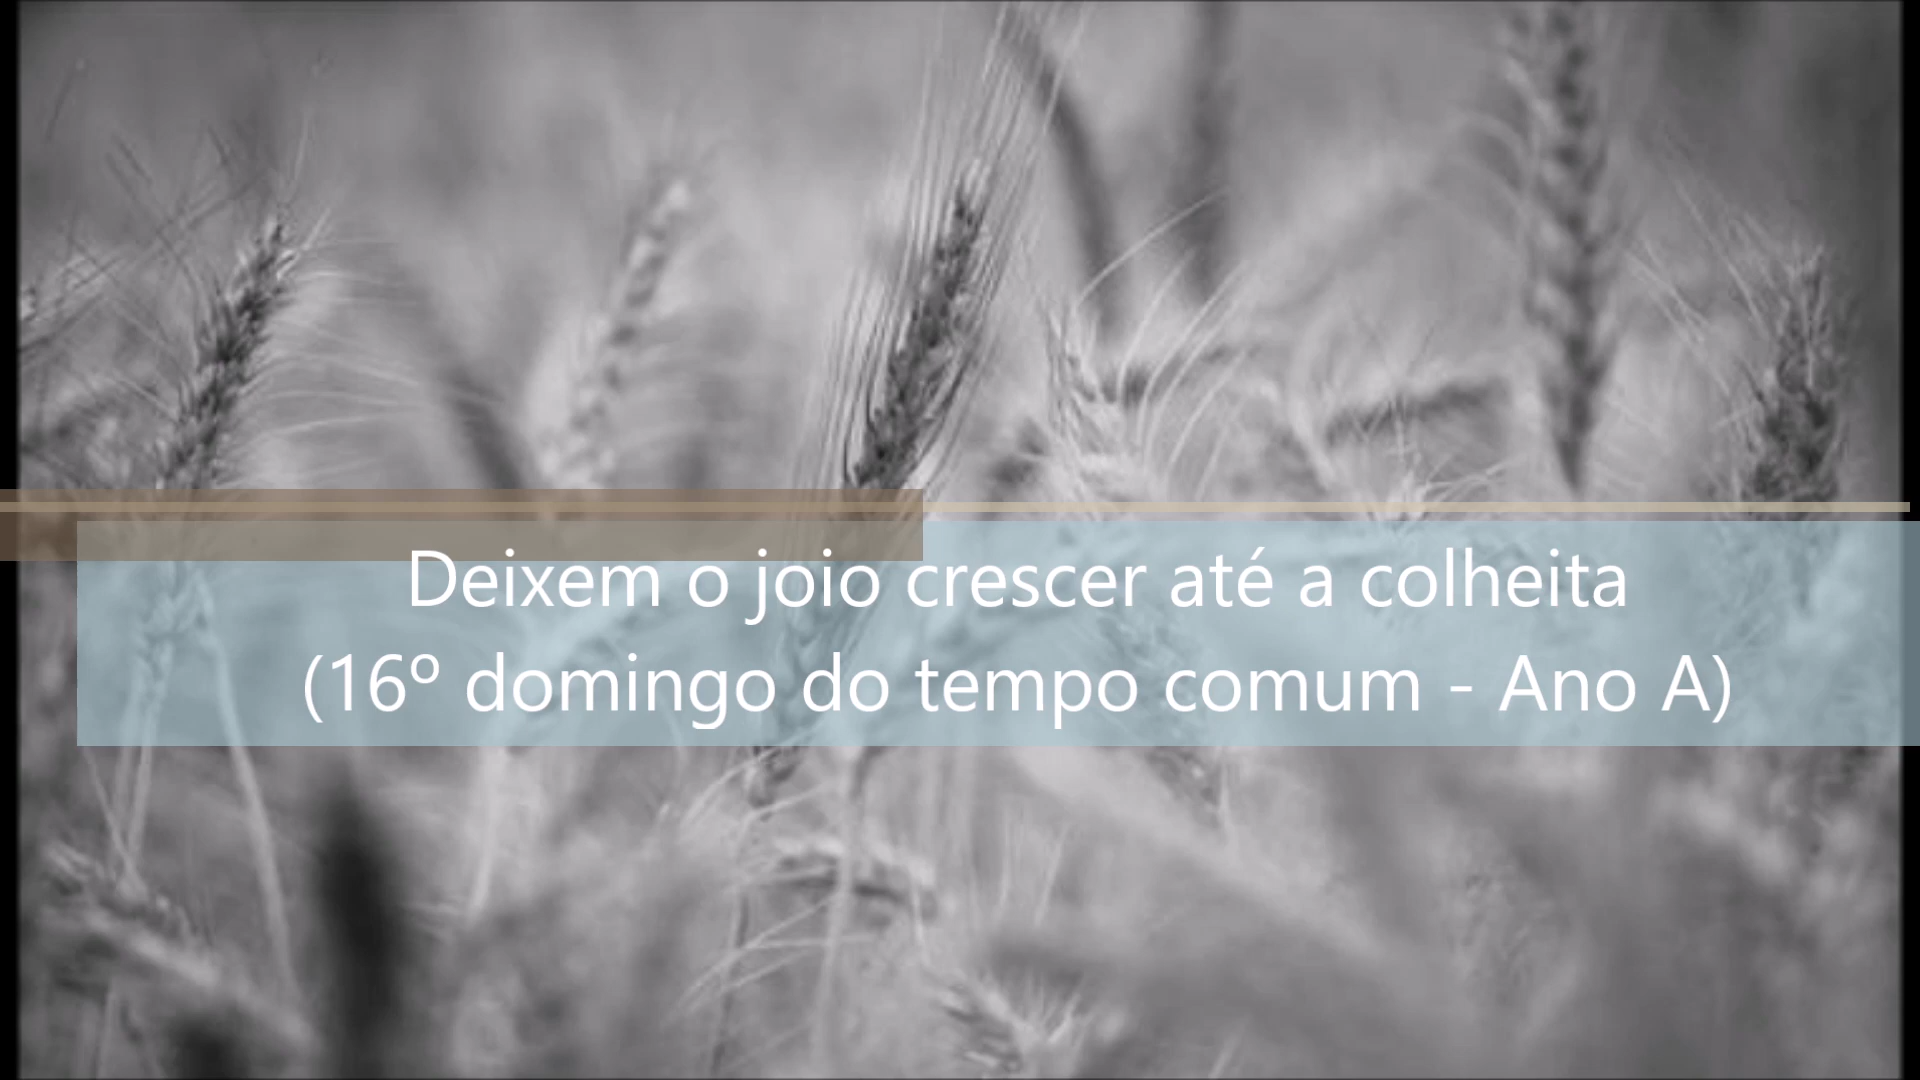 Deixem o joio crescer até a colheita
(16º domingo do tempo comum - Ano A)